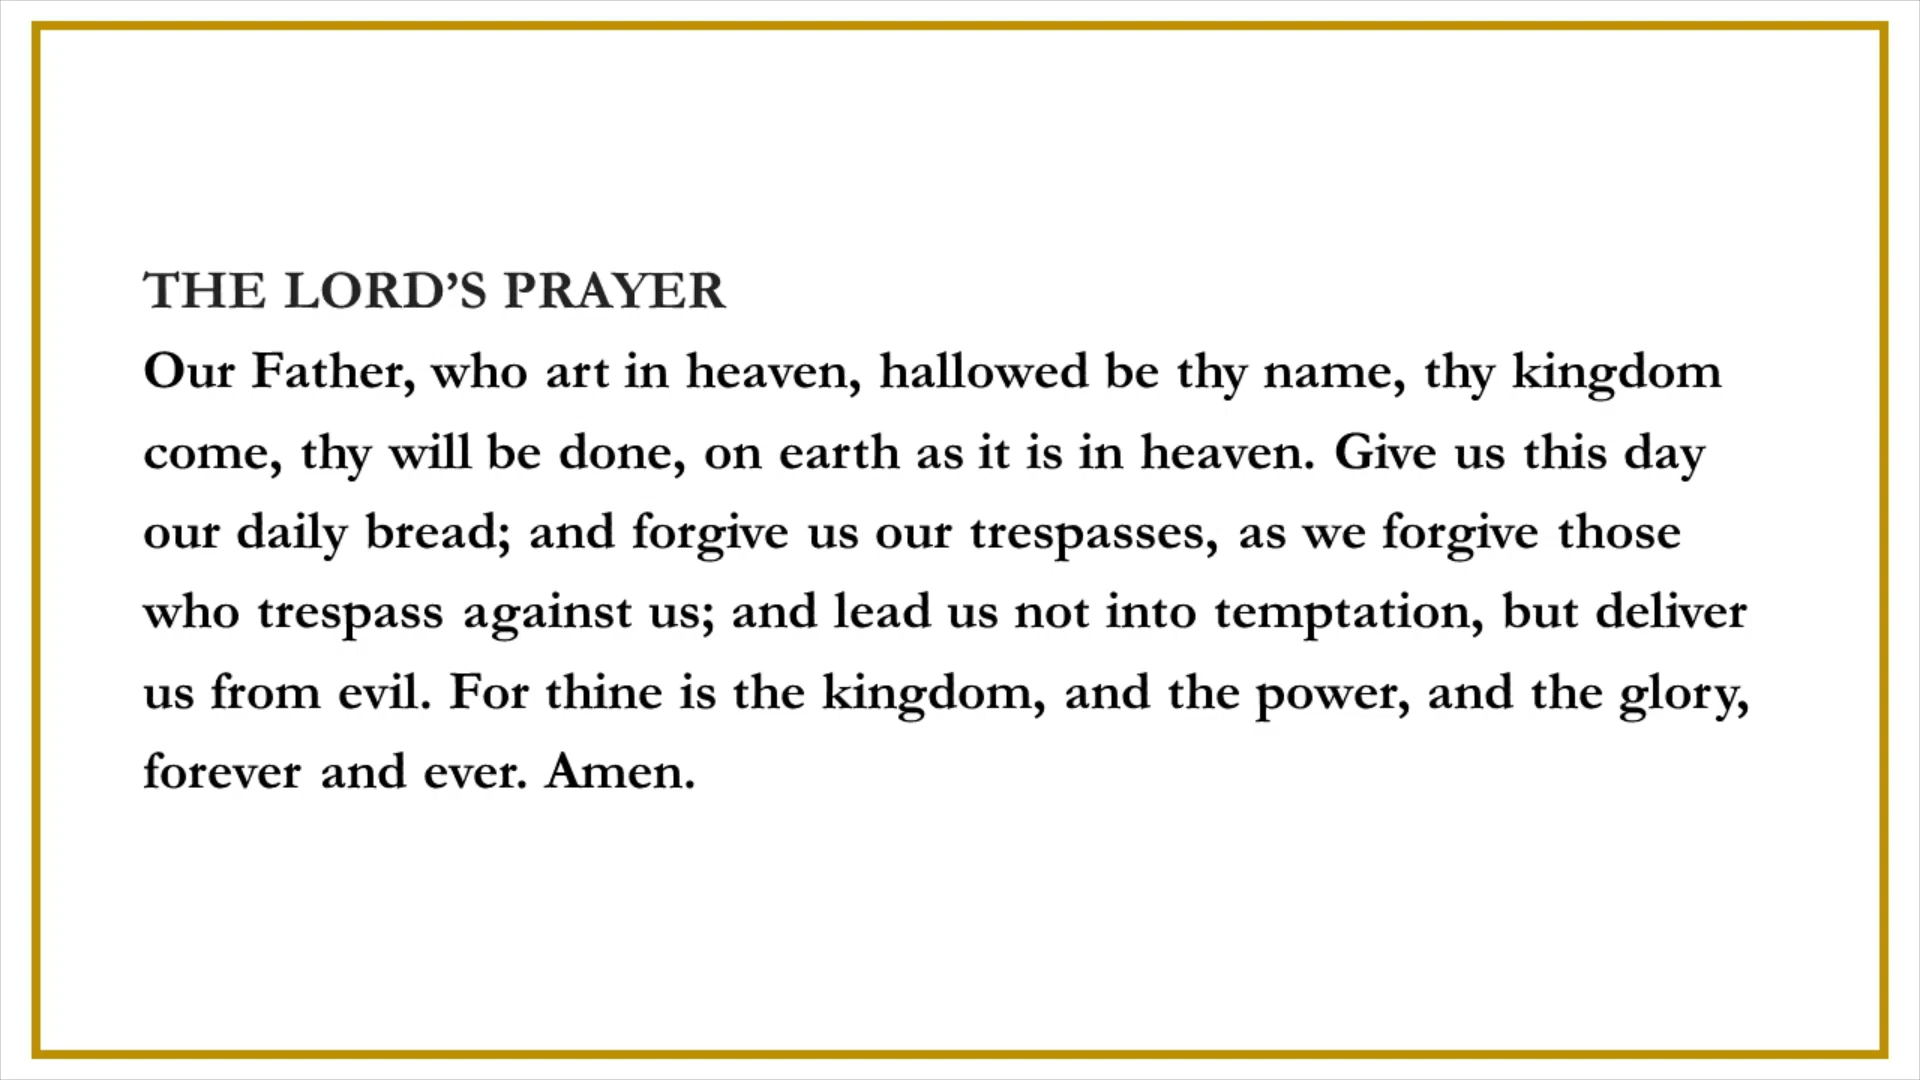 THE LORD’S PRAYER
Our Father, who art in heaven, hallowed be thy name, thy kingdom
come, thy will be done, on earth as it is in heaven. Give us this day
our daily bread; and forgive us our trespasses, as we forgive those
who trespass against us; and lead us not into temptation, but deliver
us from evil. For thine is the kingdom, and the power, and the glory,
forever and ever. Amen.